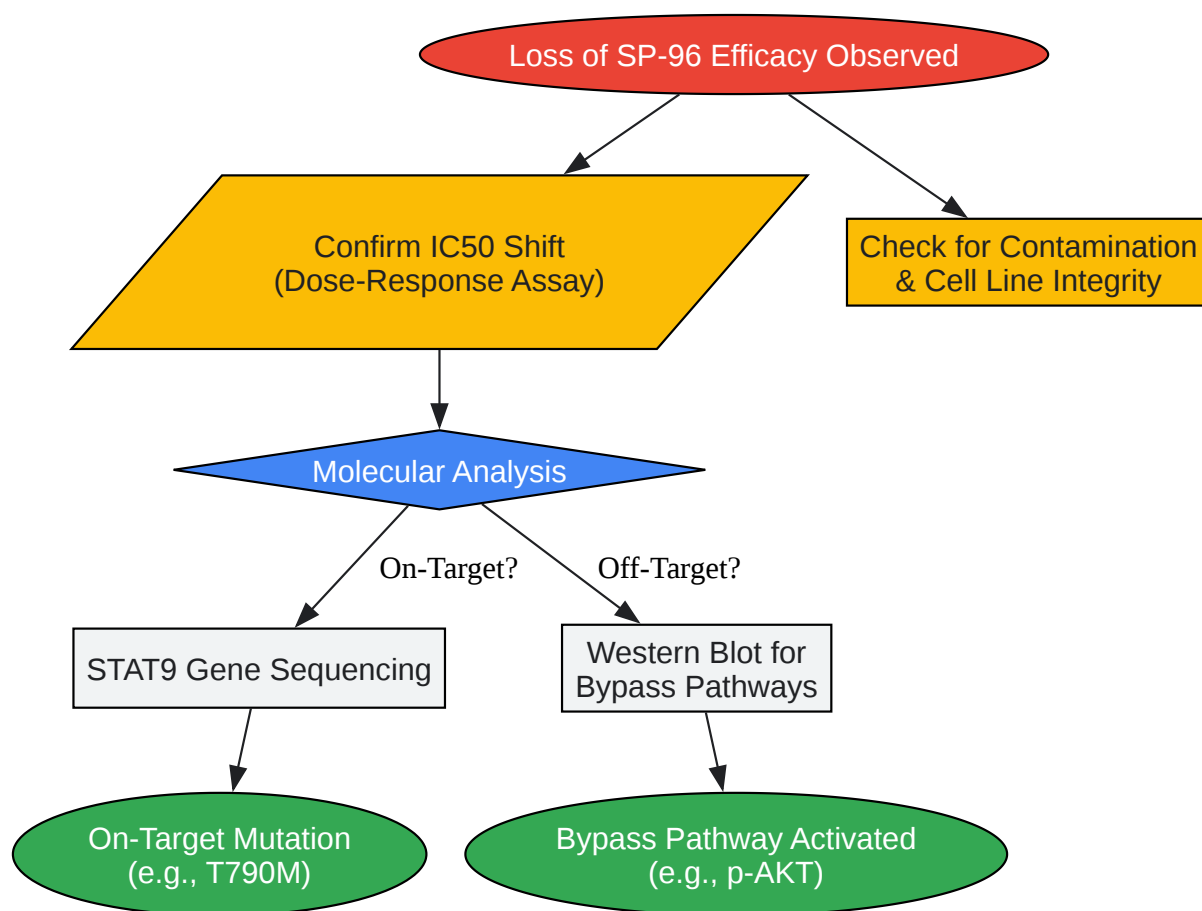 Loss of SP-96 Efficacy Observed
Confirm IC50 Shift
(Dose-Response Assay)
Check for Contamination
& Cell Line Integrity
Molecular Analysis
On-Target?
Off-Target?
STAT9 Gene Sequencing
Western Blot for
Bypass Pathways
On-Target Mutation
(e.g., T790M)
Bypass Pathway Activated
(e.g., p-AKT)